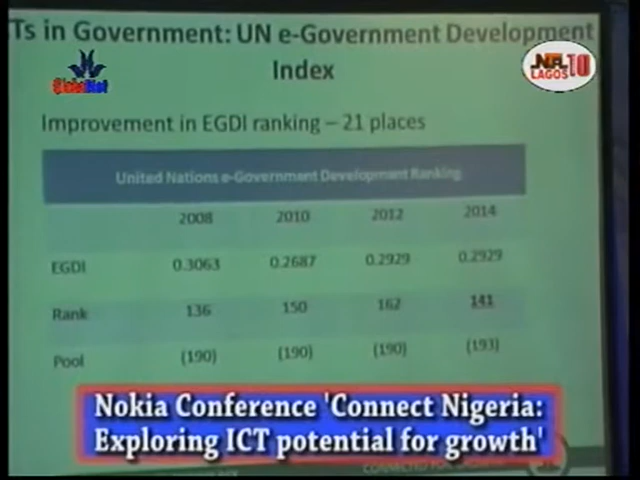 Ts in Government: UN e-Government Development
Index
NFL
LAGOS 10
Improvement in EGDI ranking – 21 places
United Nations e-Government Development Ranking
2008 2010 2012 2014
EGDI 0.3063 0.2687 0.2929 0.2929
Rank 136 150 162 141
Pool (190) (190) (190) (193)
Nokia Conference 'Connect Nigeria:
Exploring ICT potential for growth'